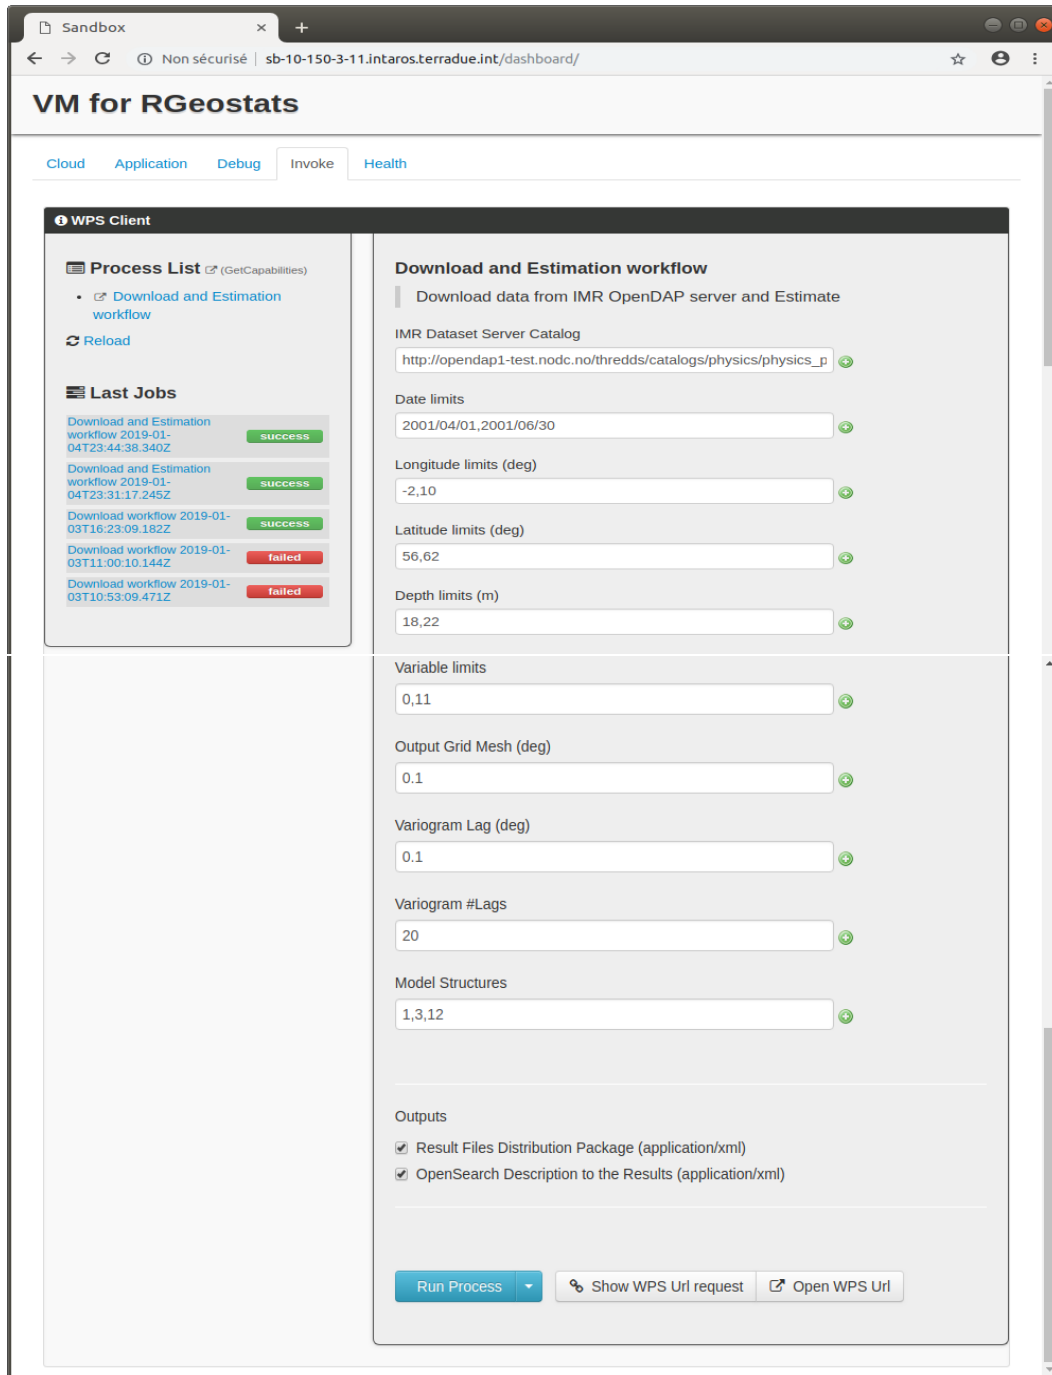 Sandbox
Non sécurisé | sb-10-150-3-11.intaros.terradue.int/dashboard/
VM for RGeostats
Cloud Application Debug Invoke Health
WPS Client
Process List (GetCapabilities)
Download and Estimation
workflow
Reload
Last Jobs
Download and Estimation
workflow 2019-01-
04T23:44:38.340Z
success
Download and Estimation
workflow 2019-01-
04T23:31:17.245Z
success
Download workflow 2019-01-
03T16:23:09.182Z
success
Download workflow 2019-01-
03T11:00:10.144Z
failed
Download workflow 2019-01-
03T10:53:09.471Z
failed
Download and Estimation workflow
Download data from IMR OpenDAP server and Estimate
IMR Dataset Server Catalog
http://opendap1-test.nodc.no/thredds/catalogs/physics/physics_p
Date limits
2001/04/01,2001/06/30
Longitude limits (deg)
-2,10
Latitude limits (deg)
56,62
Depth limits (m)
18,22
Variable limits
0,11
Output Grid Mesh (deg)
0.1
Variogram Lag (deg)
0.1
Variogram #Lags
20
Model Structures
1,3,12
Outputs
Result Files Distribution Package (application/xml)
OpenSearch Description to the Results (application/xml)
Run Process
Show WPS Url request
Open WPS Url